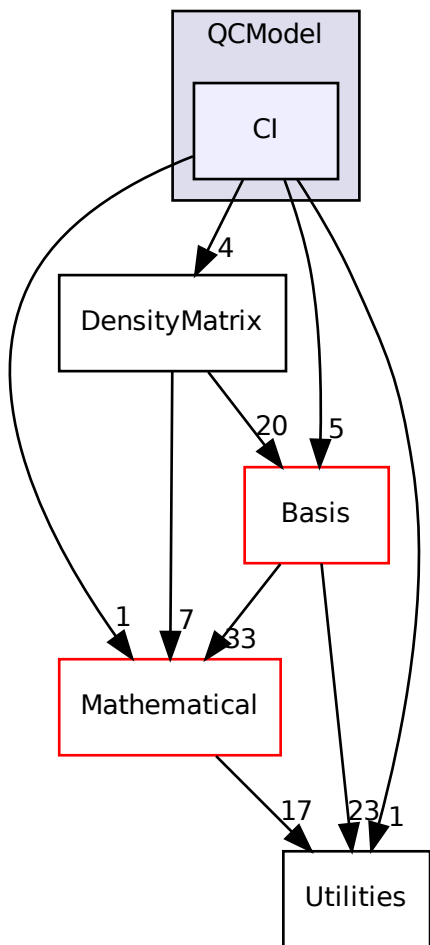 QCModel
CI
4
DensityMatrix
20
5
Basis
1
7
33
Mathematical
17
23
1
Utilities